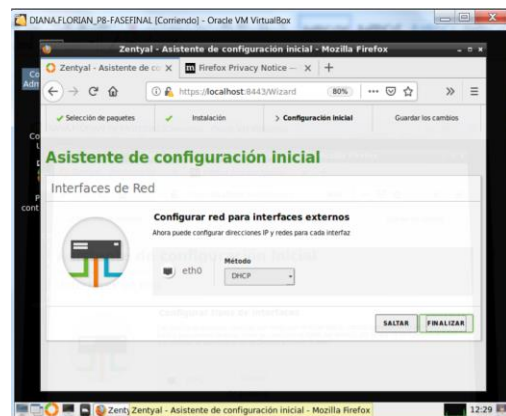 DIANA.FLORIAN_P8-FASEFINAL [Corriendo] - Oracle VM VirtualBox
Zentyal - Asistente de configuración inicial - Mozilla Firefox
Zentyal - Asistente de co
Firefox Privacy Notice —
https://localhost:8443/Wizard
80%
Selección de paquetes
Instalación
> Configuración inicial
Guardar los cambios
Asistente de configuración inicial
Interfaces de Red
Configurar red para interfaces externos
Ahora puede configurar direcciones IP y redes para cada interfaz
eth0
Método
DHCP
SALTAR
FINALIZAR
Zenty
Zentyal - Asistente de configuración inicial - Mozilla Firefox
12:29